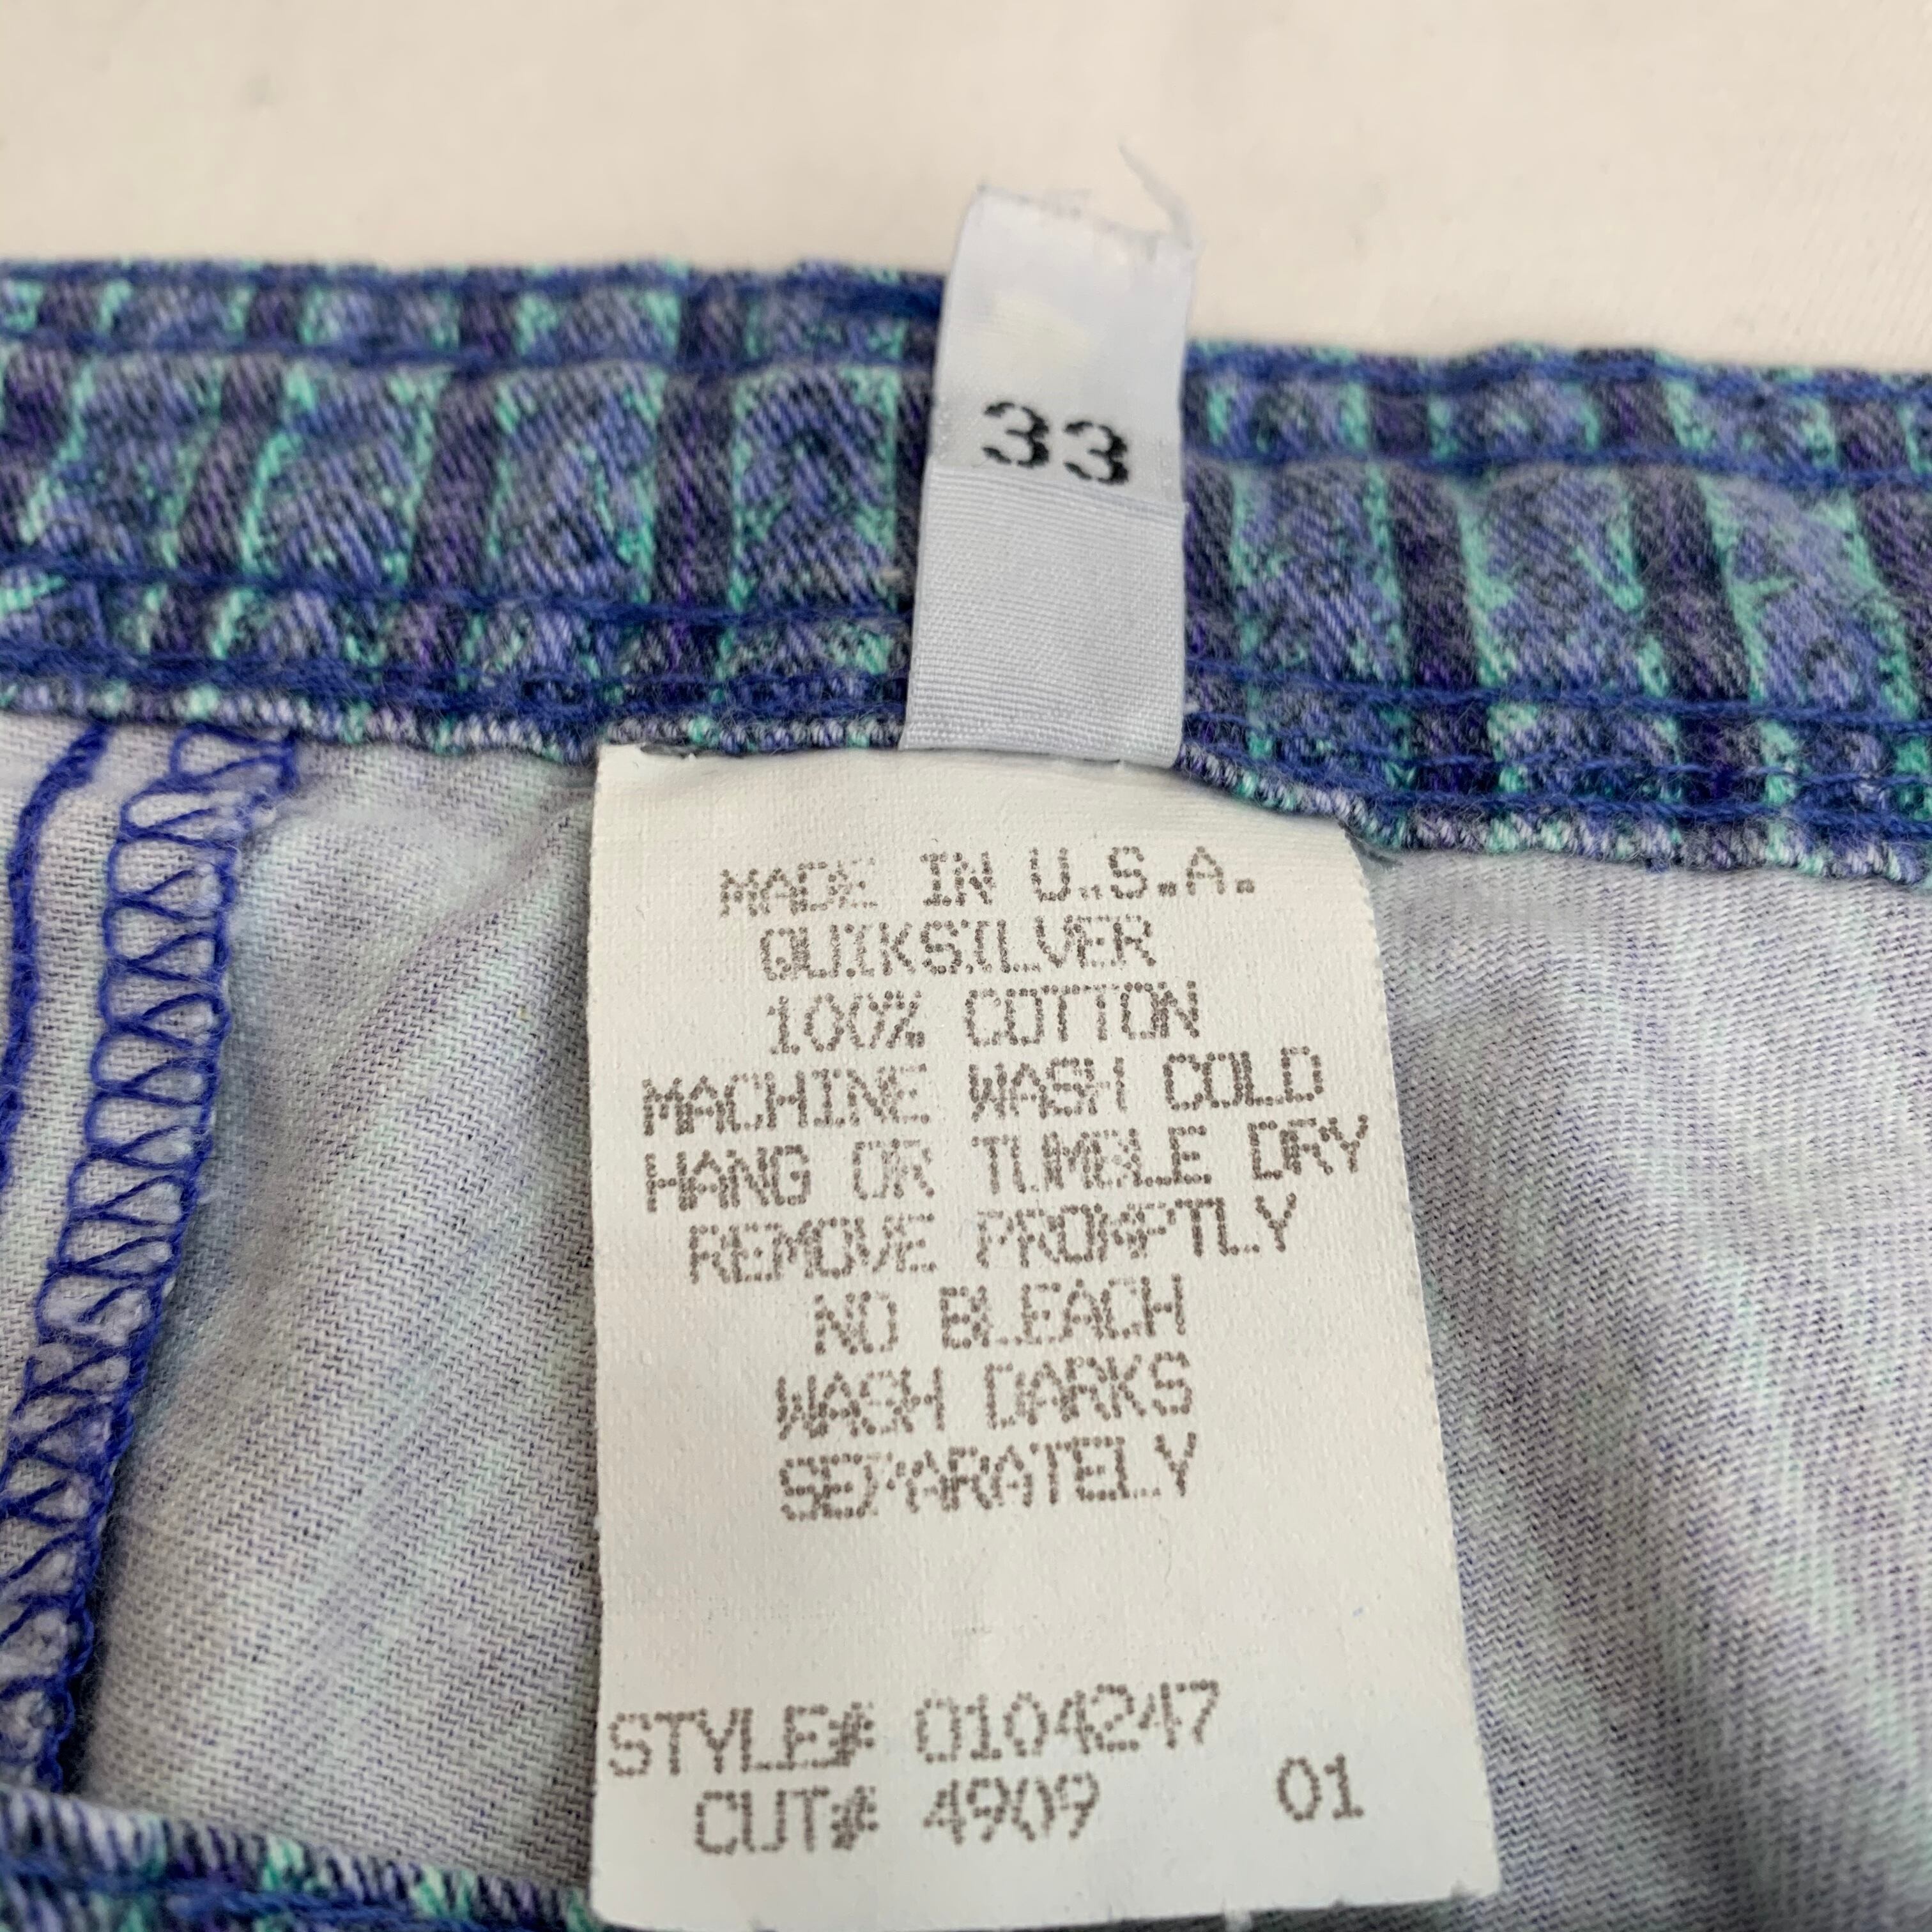 33
MADE IN U.S.A.
QUIKSILVER
100% COTTON
MACHINE WASH COLD
HANG OR TUMBLE DRY
REMOVE PROMPTLY
NO BLEACH
WASH DARKS
SEPARATELY
STYLE# 0104247
CUT# 4909 01